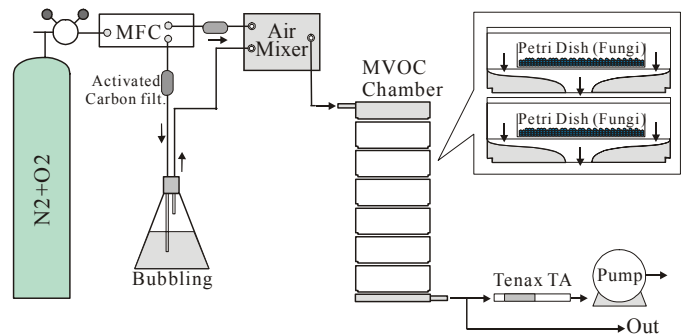 MFC
Air
Mixer
Activated
Carbon filt.
N2+O2
Bubbling
MVOC
Chamber
Petri Dish (Fungi)
Petri Dish (Fungi)
Tenax TA
Pump
Out